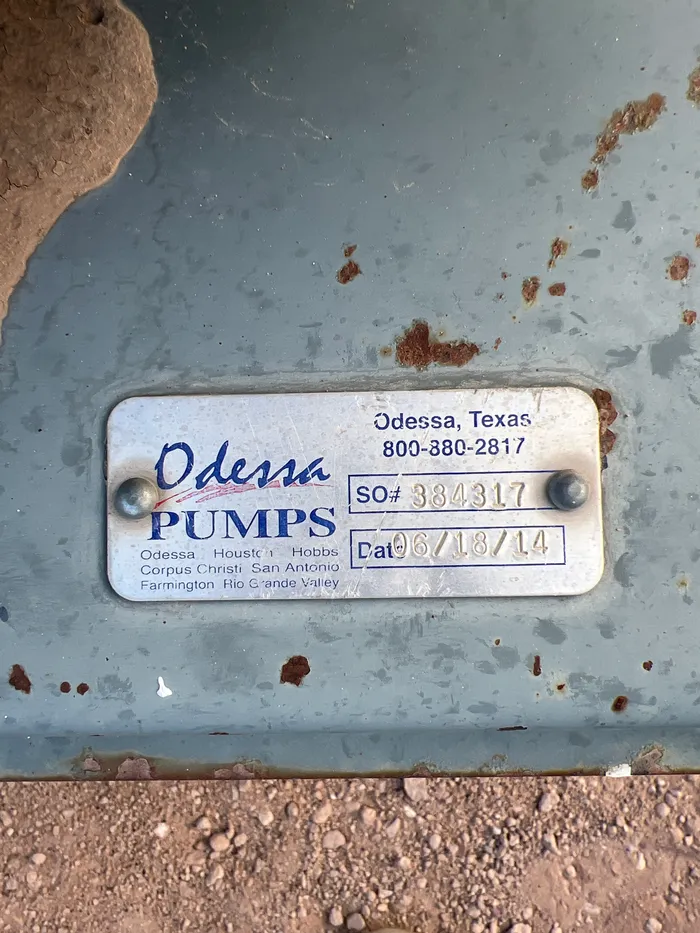 Odessa
PUMPS
Odessa Houston Hobbs
Corpus Christi San Antonio
Farmington Rio Grande Valley
Odessa, Texas
800-880-2817
SO# 384317
Date 06/18/14